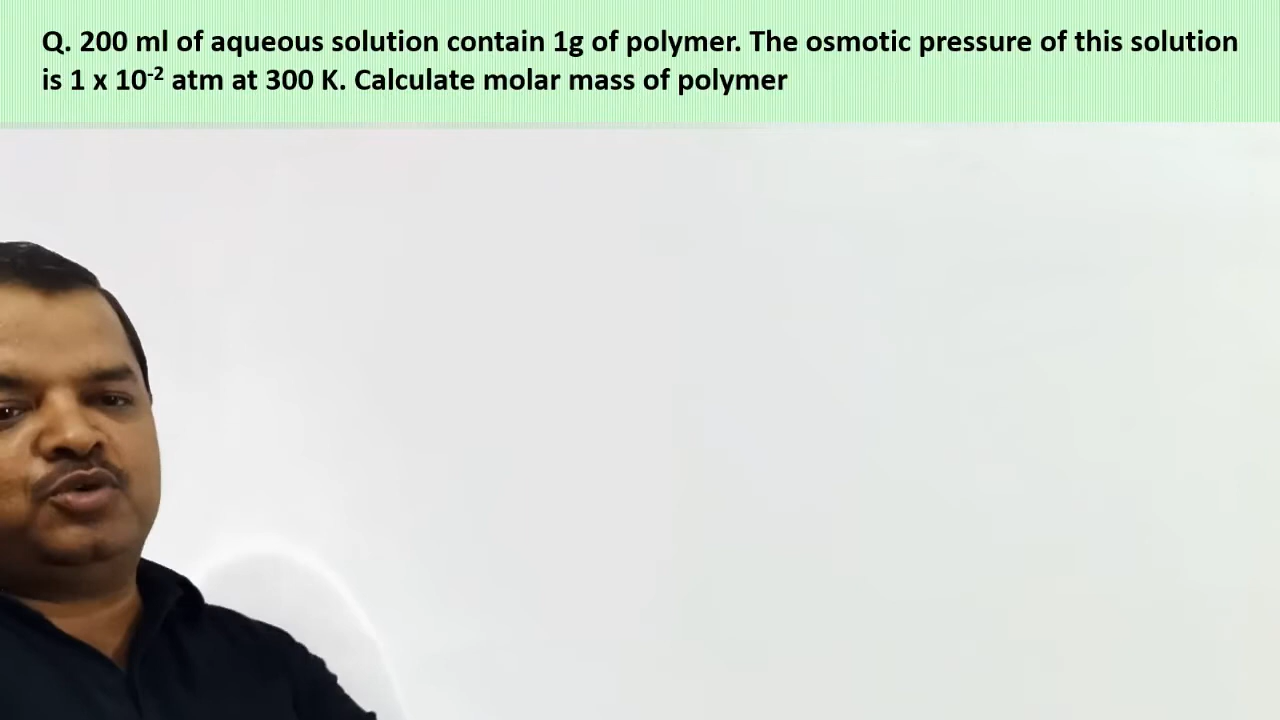 Q. 200 ml of aqueous solution contain 1g of polymer. The osmotic pressure of this solution
is 1 x 10⁻² atm at 300 K. Calculate molar mass of polymer